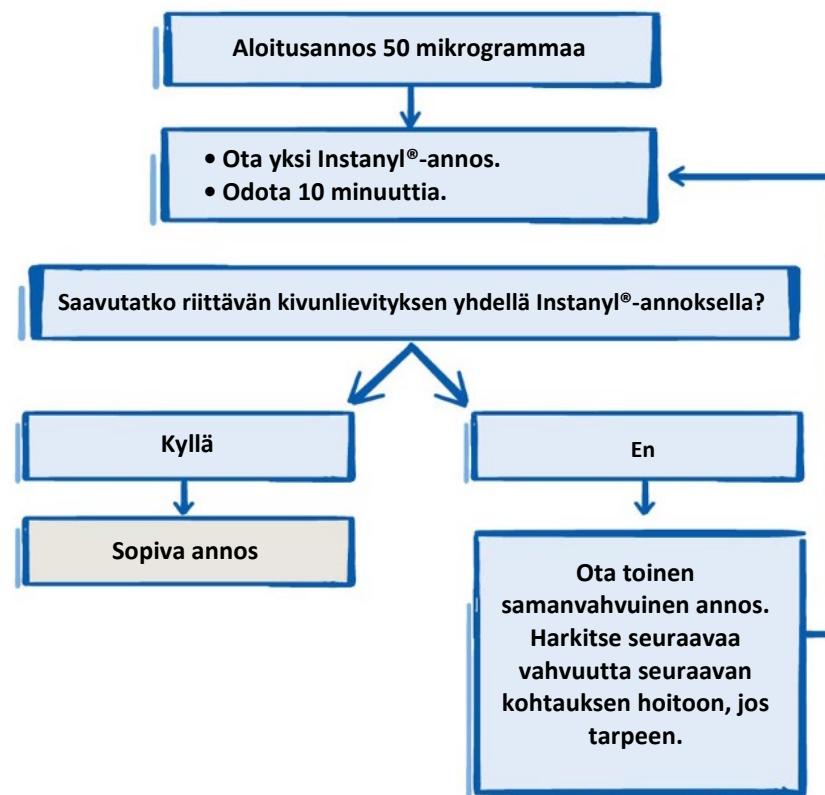 Aloitusannos 50 mikrogrammaa
• Ota yksi Instanyl®-annos.
• Odota 10 minuuttia.
Saavutatko riittävän kivunlievityksen yhdellä Instanyl®-annoksella?
Kyllä
En
Sopiva annos
Ota toinen
samanvahvuinen annos.
Harkitse seuraavaa
vahvuutta seuraavan
kohtauksen hoitoon, jos
tarpeen.